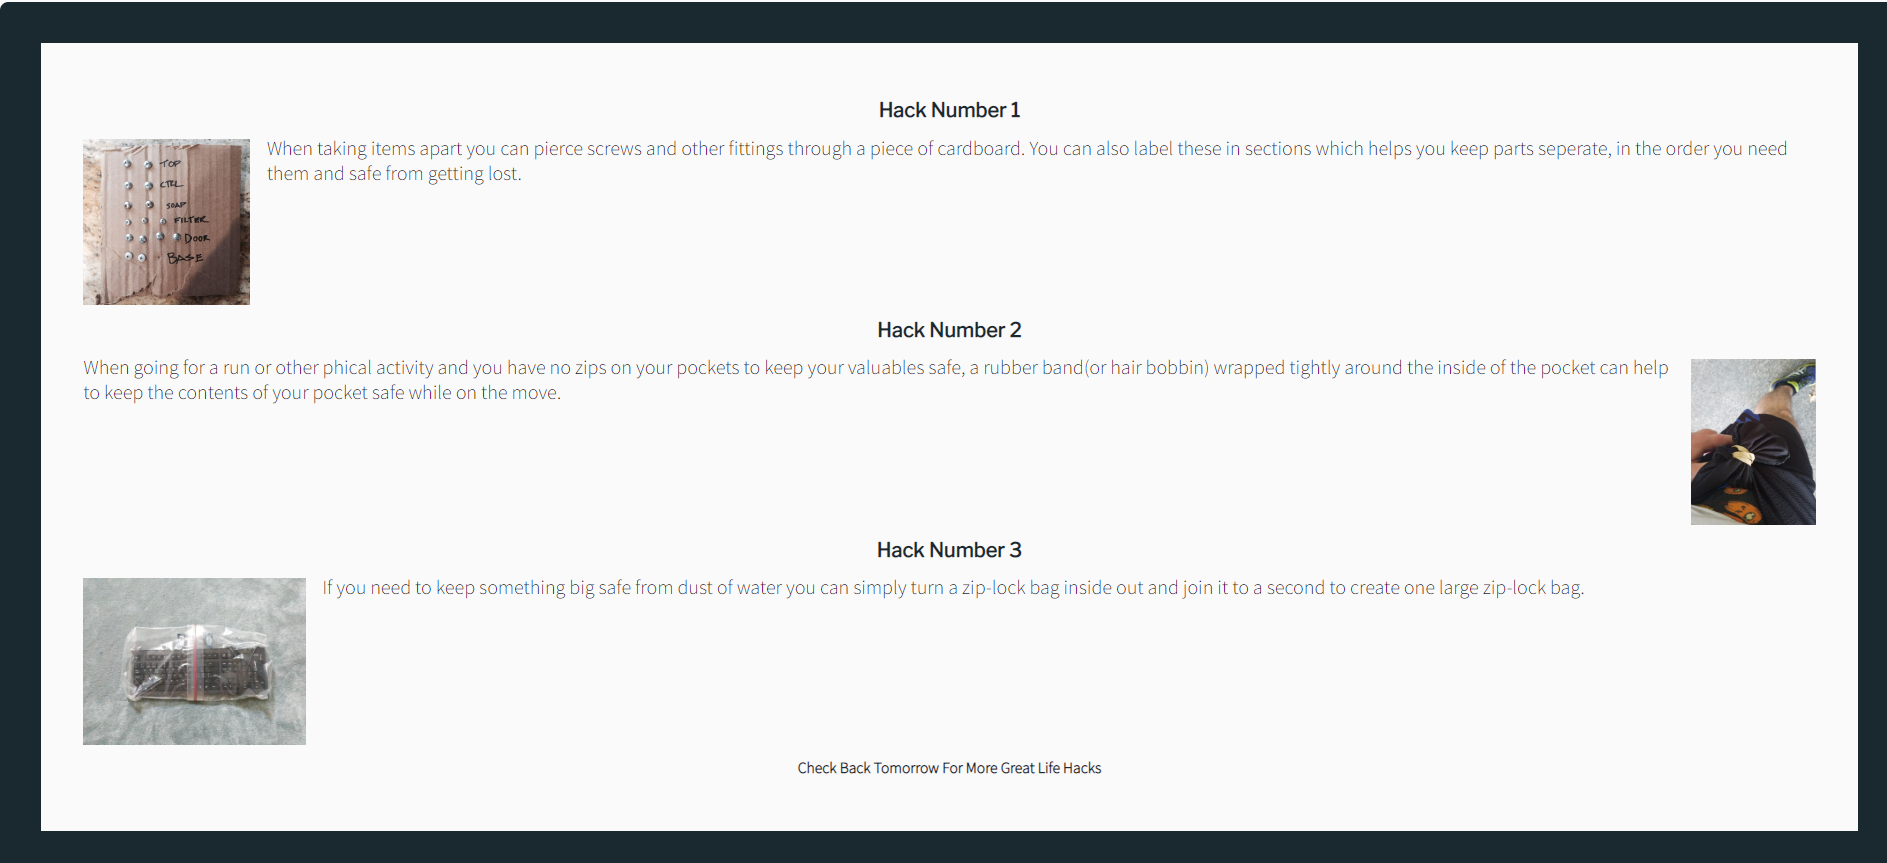 Hack Number 1
TOP
CTRL
SOAP
FILTER
DOOR
BASE
When taking items apart you can pierce screws and other fittings through a piece of cardboard. You can also label these in sections which helps you keep parts seperate, in the order you need
them and safe from getting lost.
Hack Number 2
When going for a run or other phical activity and you have no zips on your pockets to keep your valuables safe, a rubber band(or hair bobbin) wrapped tightly around the inside of the pocket can help
to keep the contents of your pocket safe while on the move.
Hack Number 3
If you need to keep something big safe from dust of water you can simply turn a zip-lock bag inside out and join it to a second to create one large zip-lock bag.
Check Back Tomorrow For More Great Life Hacks